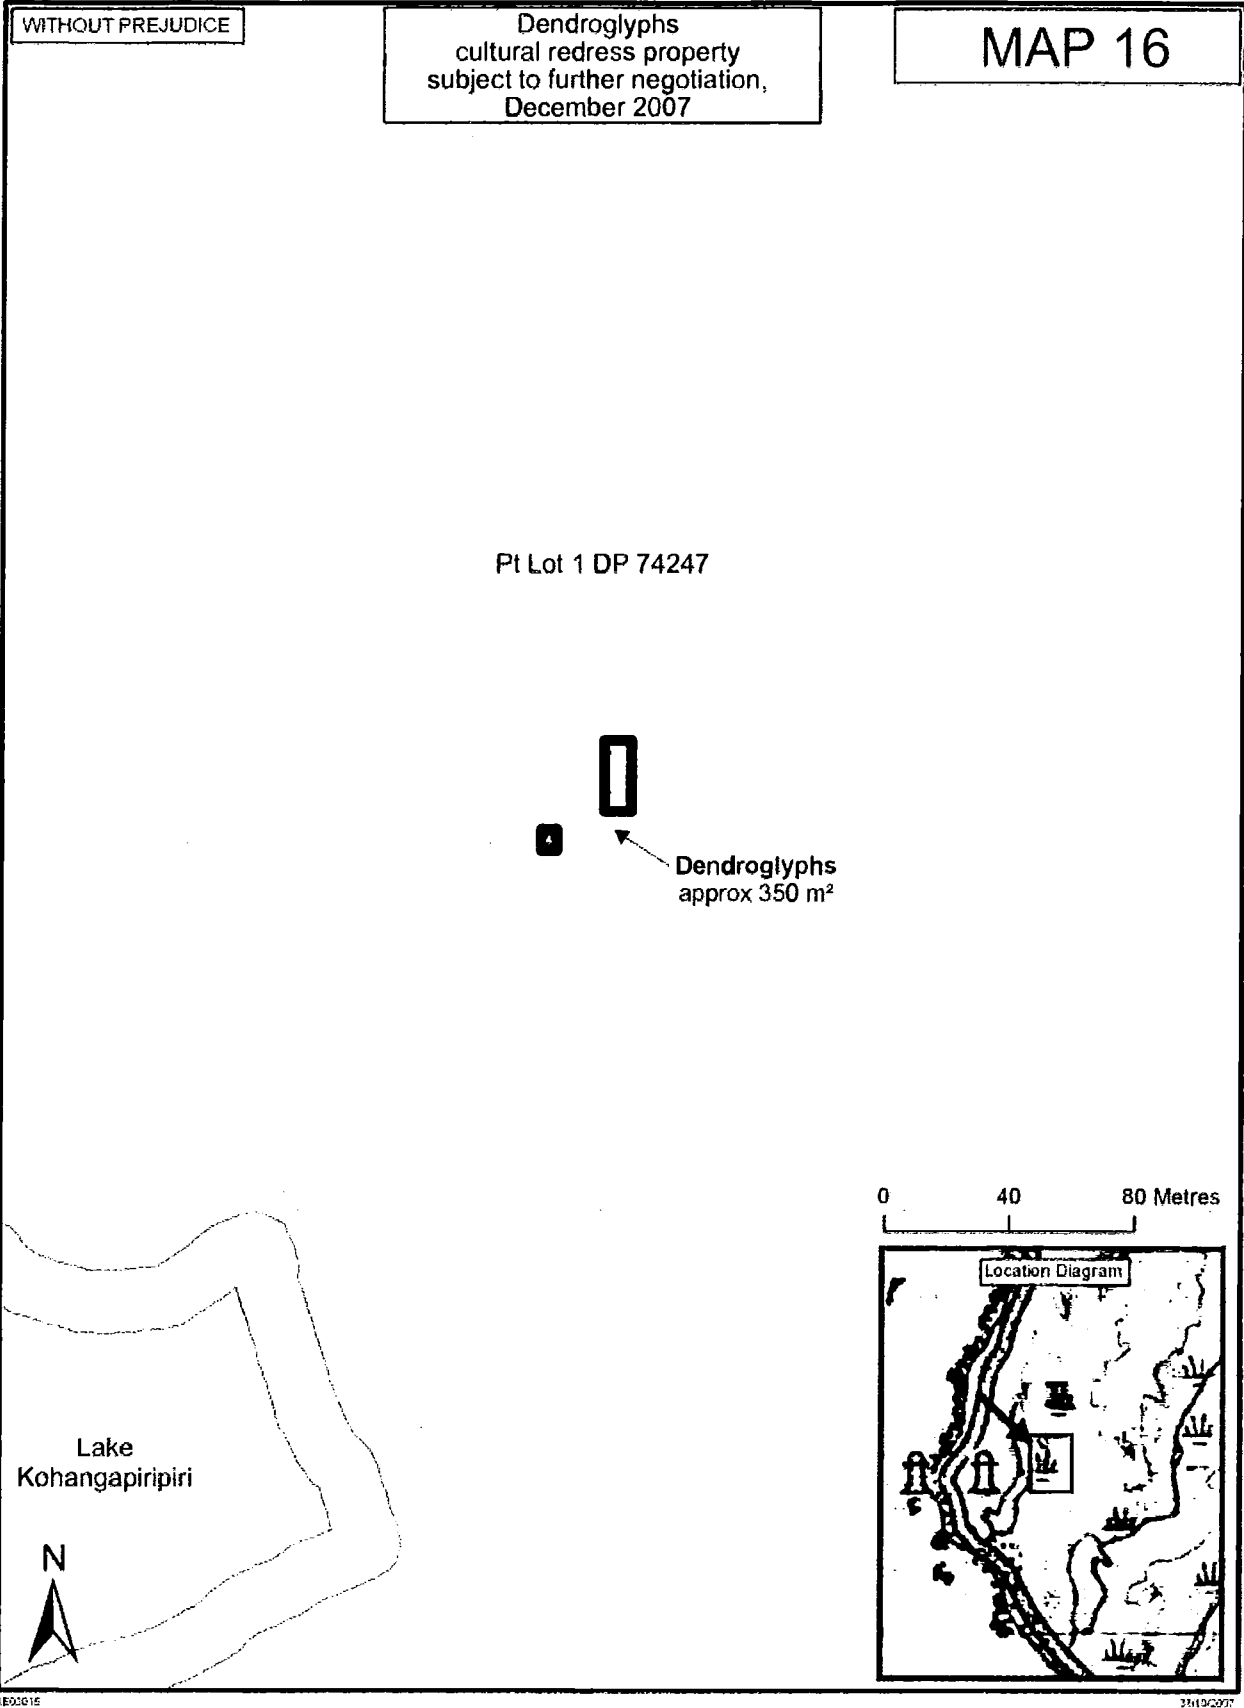 WITHOUT PREJUDICE
Dendroglyphs
cultural redress property
subject to further negotiation,
December 2007
MAP 16
Pt Lot 1 DP 74247
4
Dendroglyphs
approx 350 m²
0 40 80 Metres
Location Diagram
Lake
Kohangapiripiri
N